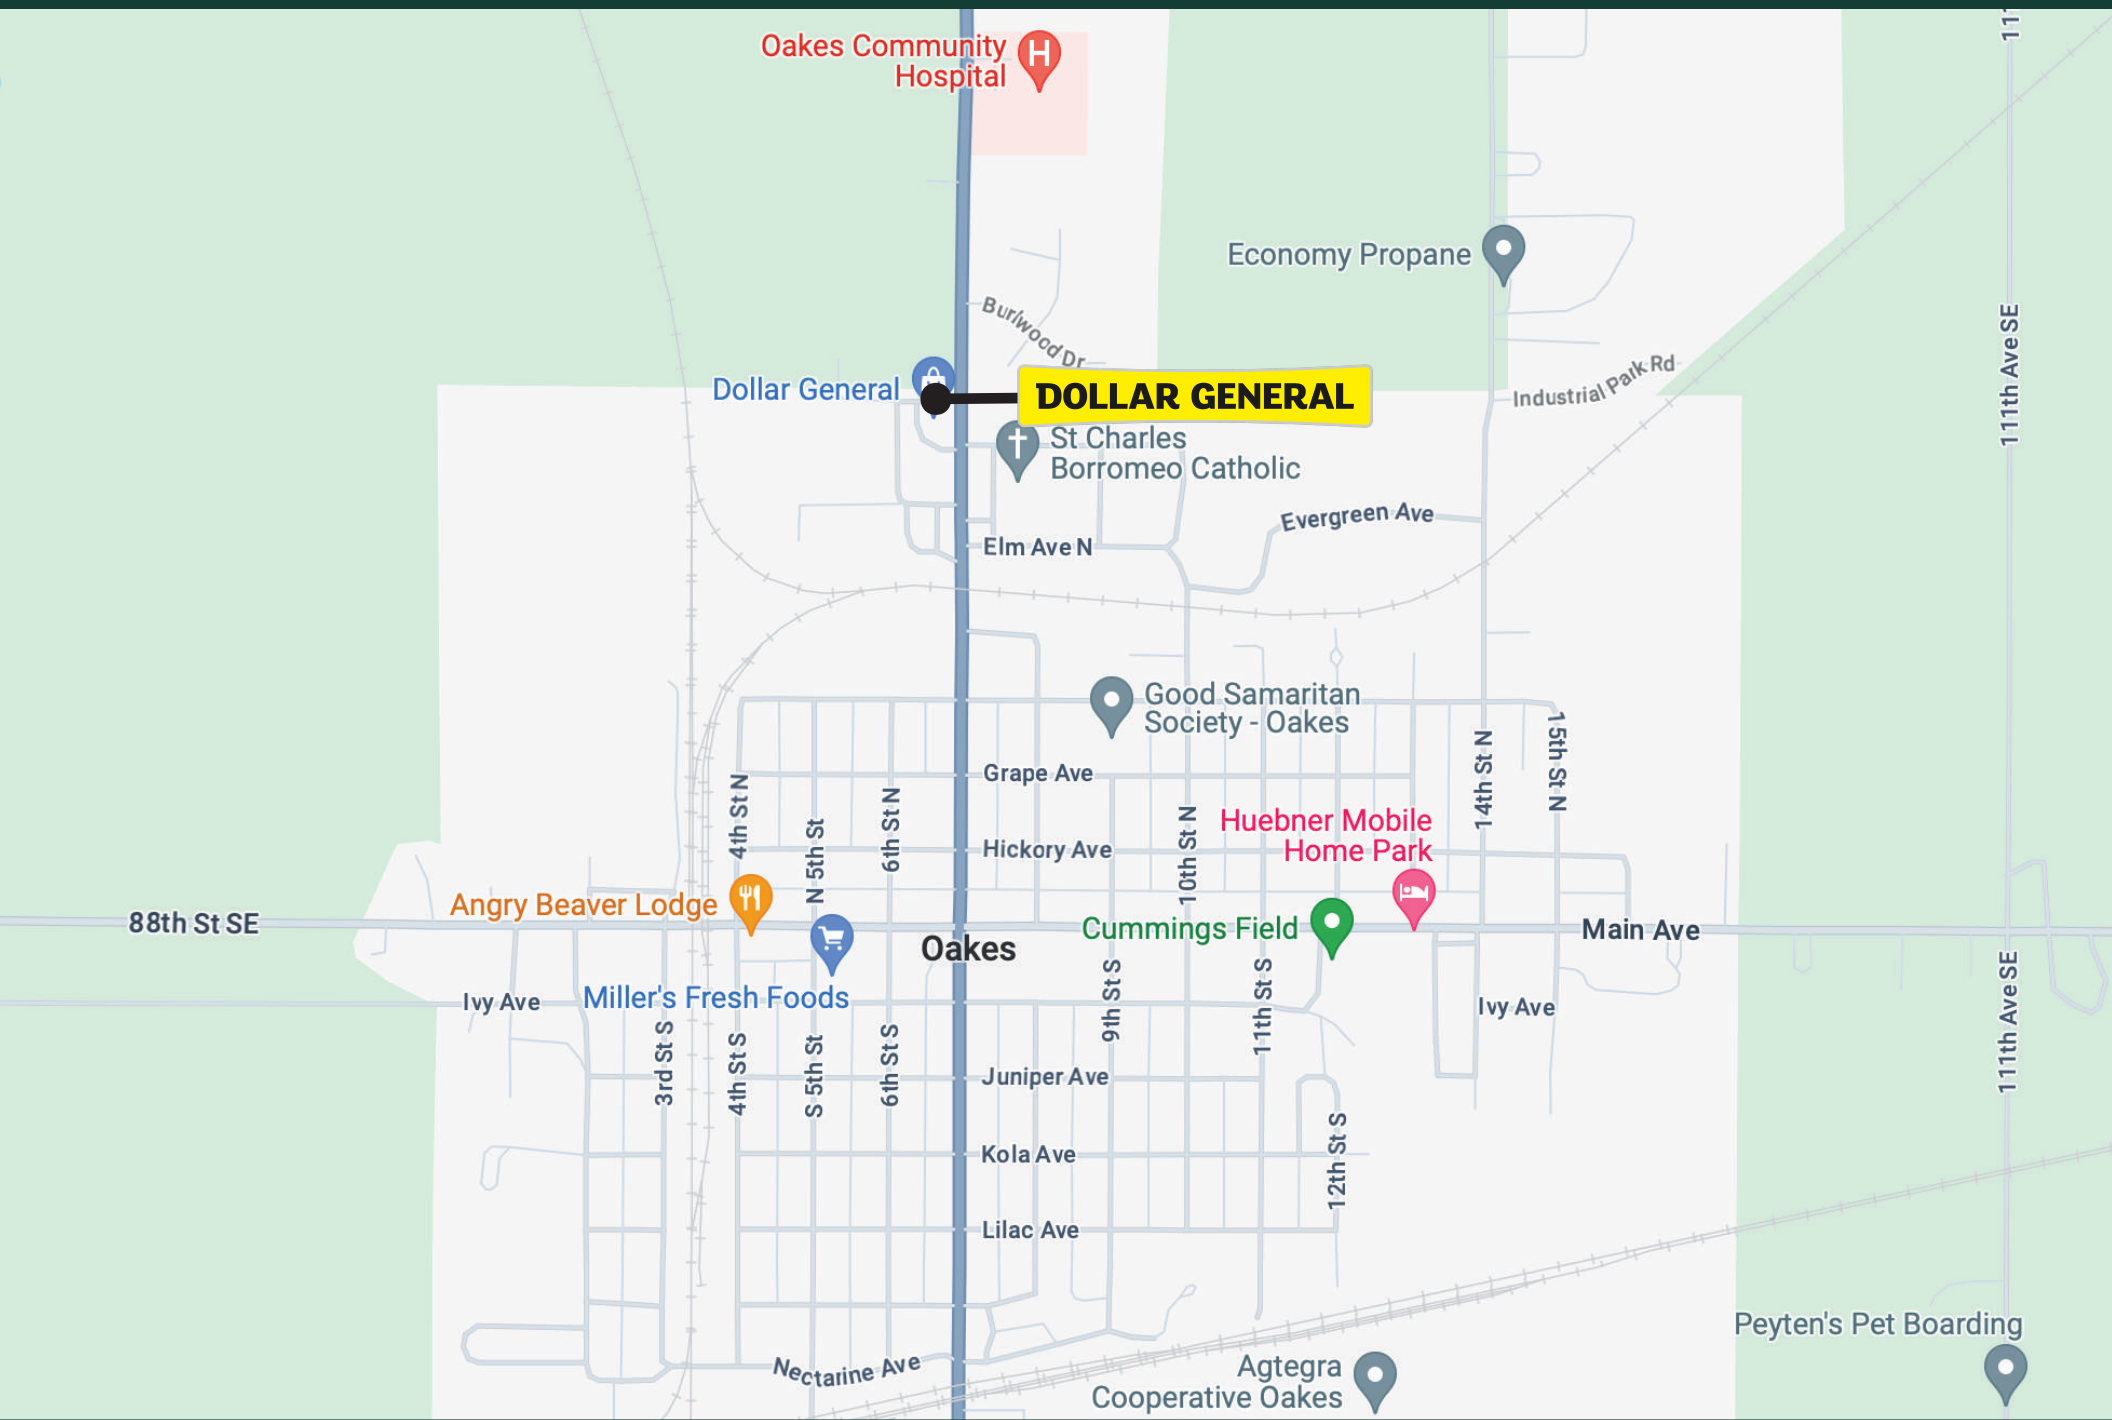 Oakes Community
Hospital
Economy Propane
Burlwood Dr
111th Ave SE
Industrial Park Rd
Dollar General
DOLLAR GENERAL
St Charles
Borromeo Catholic
Evergreen Ave
Elm Ave N
Good Samaritan
Society - Oakes
15th St N
14th St N
Grape Ave
4th St N
N 5th St
6th St N
10th St N
Huebner Mobile
Home Park
Hickory Ave
Angry Beaver Lodge
88th St SE
Cummings Field
Main Ave
Oakes
Ivy Ave
Miller's Fresh Foods
9th St S
11th St S
Ivy Ave
111th Ave SE
3rd St S
4th St S
S 5th St
6th St S
Juniper Ave
12th St S
Kola Ave
Lilac Ave
Peyten's Pet Boarding
Nectarine Ave
Agtegra
Cooperative Oakes